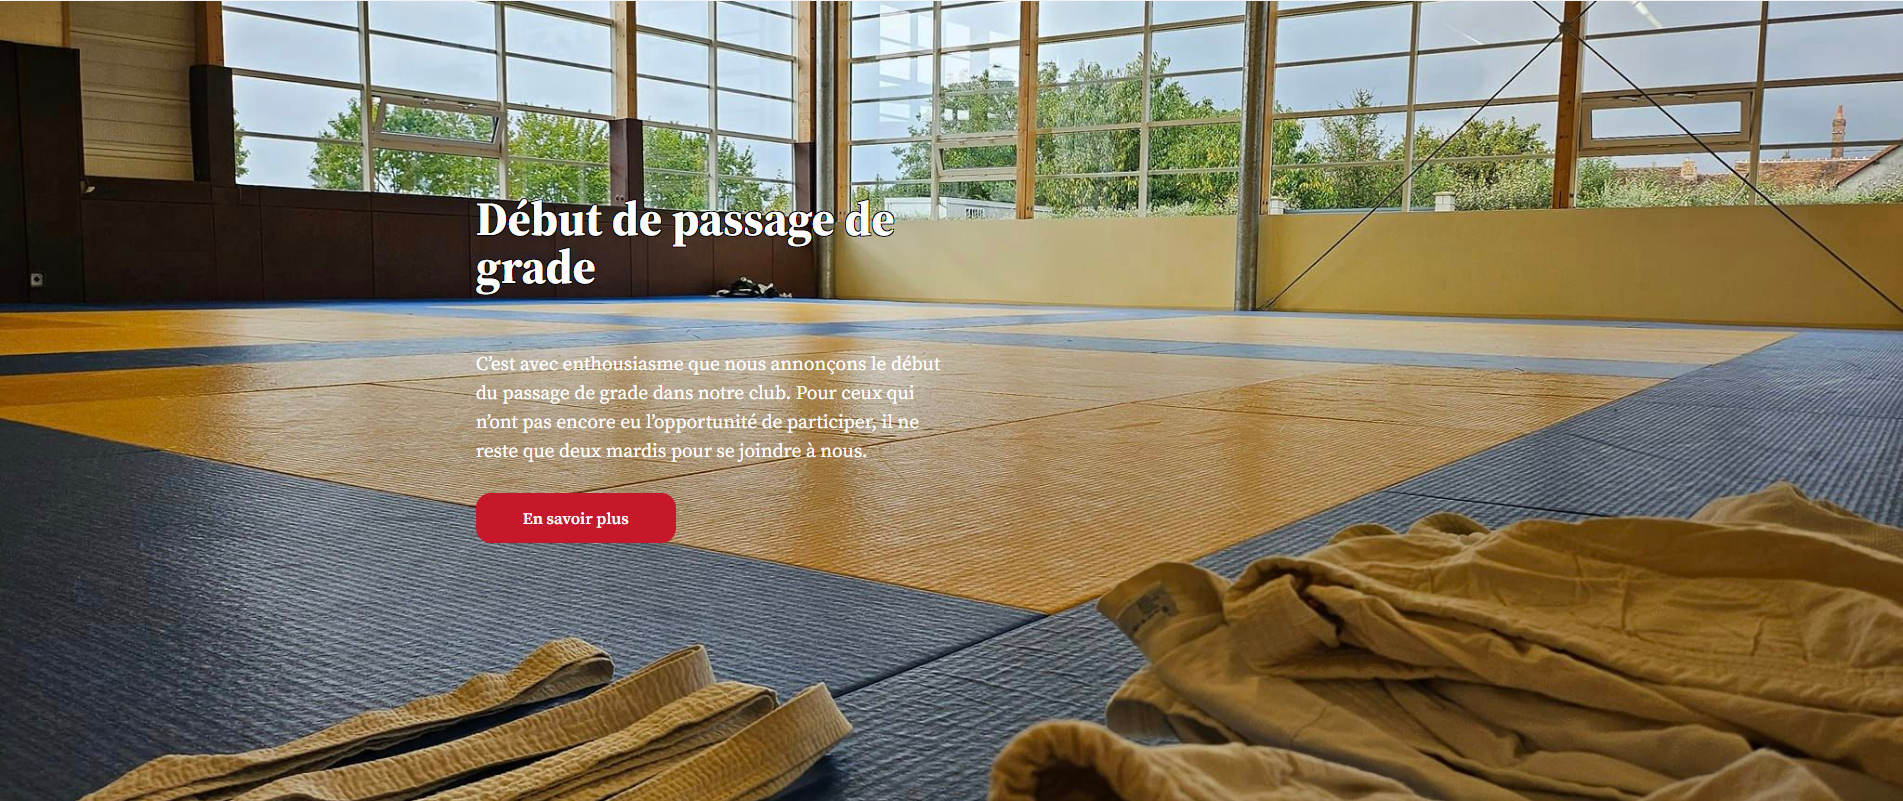 Début de passage de
grade
C’est avec enthousiasme que nous annonçons le début
du passage de grade dans notre club. Pour ceux qui
n’ont pas encore eu l’opportunité de participer, il ne
reste que deux mardis pour se joindre à nous.
En savoir plus